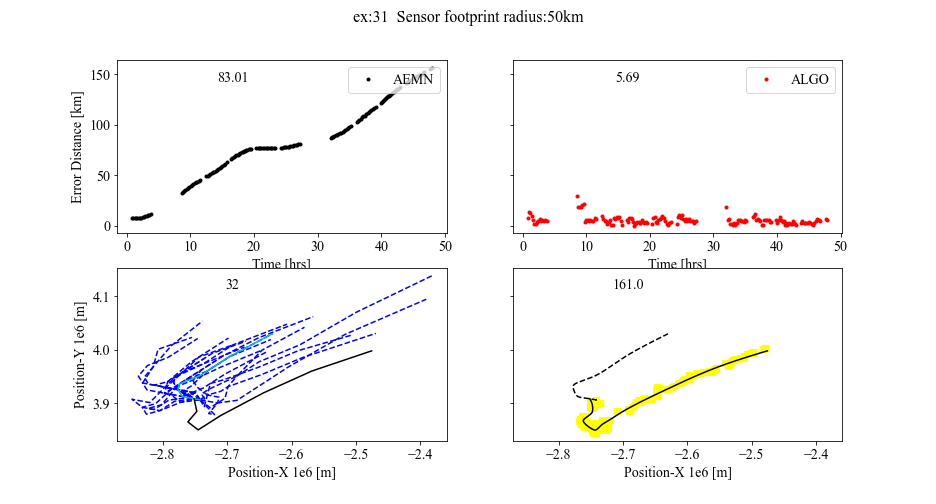 ex:31  Sensor footprint radius:50km
83.01
AEMN
5.69
ALGO
Error Distance [km]
150
100
50
0
0 10 20 30 40 50
0 10 20 30 40 50
Time [hrs]
Time [hrs]
32
161.0
Position-Y 1e6 [m]
4.1
4.0
3.9
−2.8 −2.7 −2.6 −2.5 −2.4
−2.8 −2.7 −2.6 −2.5 −2.4
Position-X 1e6 [m]
Position-X 1e6 [m]